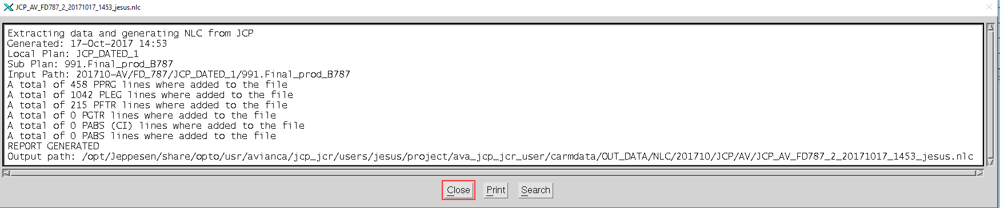 JCP_AV_FD787_2_20171017_1453_jesus.nlc
Extracting data and generating NLC from JCP
Generated: 17-Oct-2017 14:53
Local Plan: JCP_DATED_1
Sub Plan: 991.Final_prod_B787
Input Path: 201710-AV/FD_787/JCP_DATED_1/991.Final_prod_B787
A total of 458 PPRG lines where added to the file
A total of 1042 PLEG lines where added to the file
A total of 215 PFTR lines where added to the file
A total of 0 PGTR lines where added to the file
A total of 0 PABS (CI) lines where added to the file
A total of 0 PABS lines where added to the file
REPORT GENERATED
Output path: /opt/Jeppesen/share/opto/usr/avianca/jcp_jcr/users/jesus/project/ava_jcp_jcr_user/carmdata/OUT_DATA/NLC/201710/JCP/AV/JCP_AV_FD787_2_20171017_1453_jesus.nlc
Close Print Search